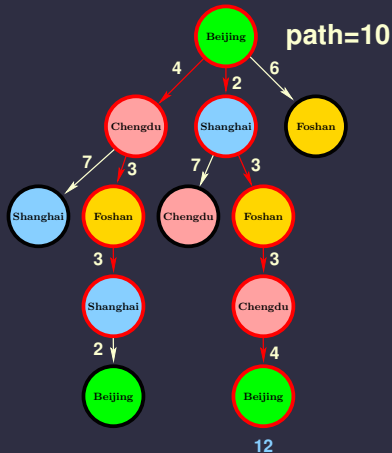 Beijing
path=10
4
2
6
Chengdu
Shanghai
Foshan
7
3
7
3
Shanghai
Foshan
Chengdu
Foshan
3
3
Shanghai
Chengdu
2
4
Beijing
Beijing
12